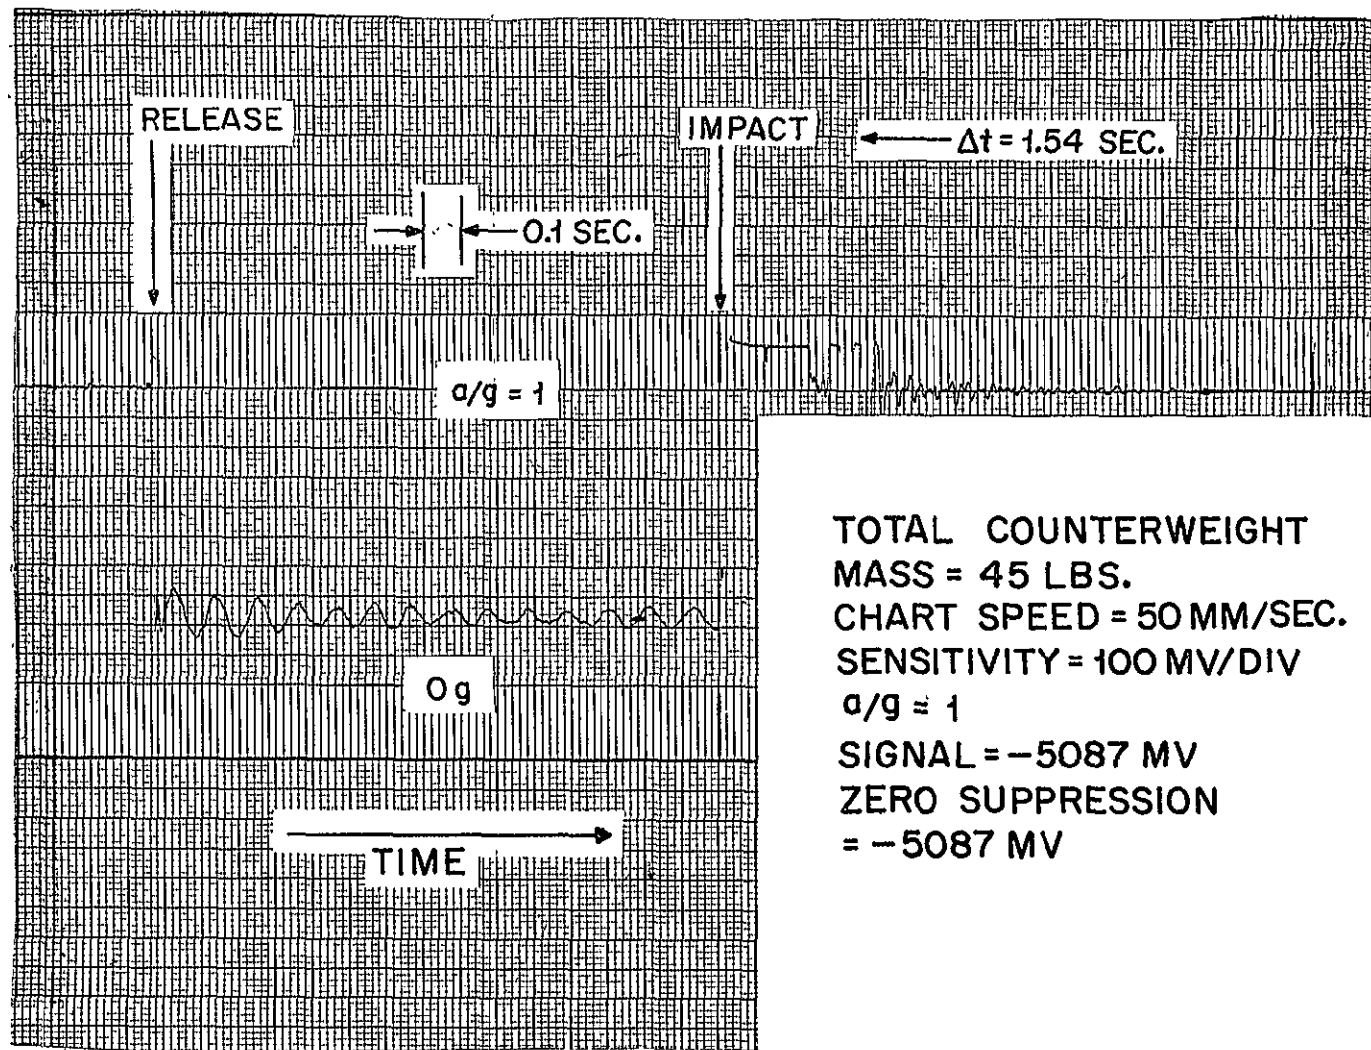 RELEASE
IMPACT
Δt = 1.54 SEC.
0.1 SEC.
a/g = 1
0g
TIME
TOTAL COUNTERWEIGHT
MASS = 45 LBS.
CHART SPEED = 50 MM/SEC.
SENSITIVITY = 100 MV/DIV
a/g = 1
SIGNAL = -5087 MV
ZERO SUPPRESSION
= -5087 MV